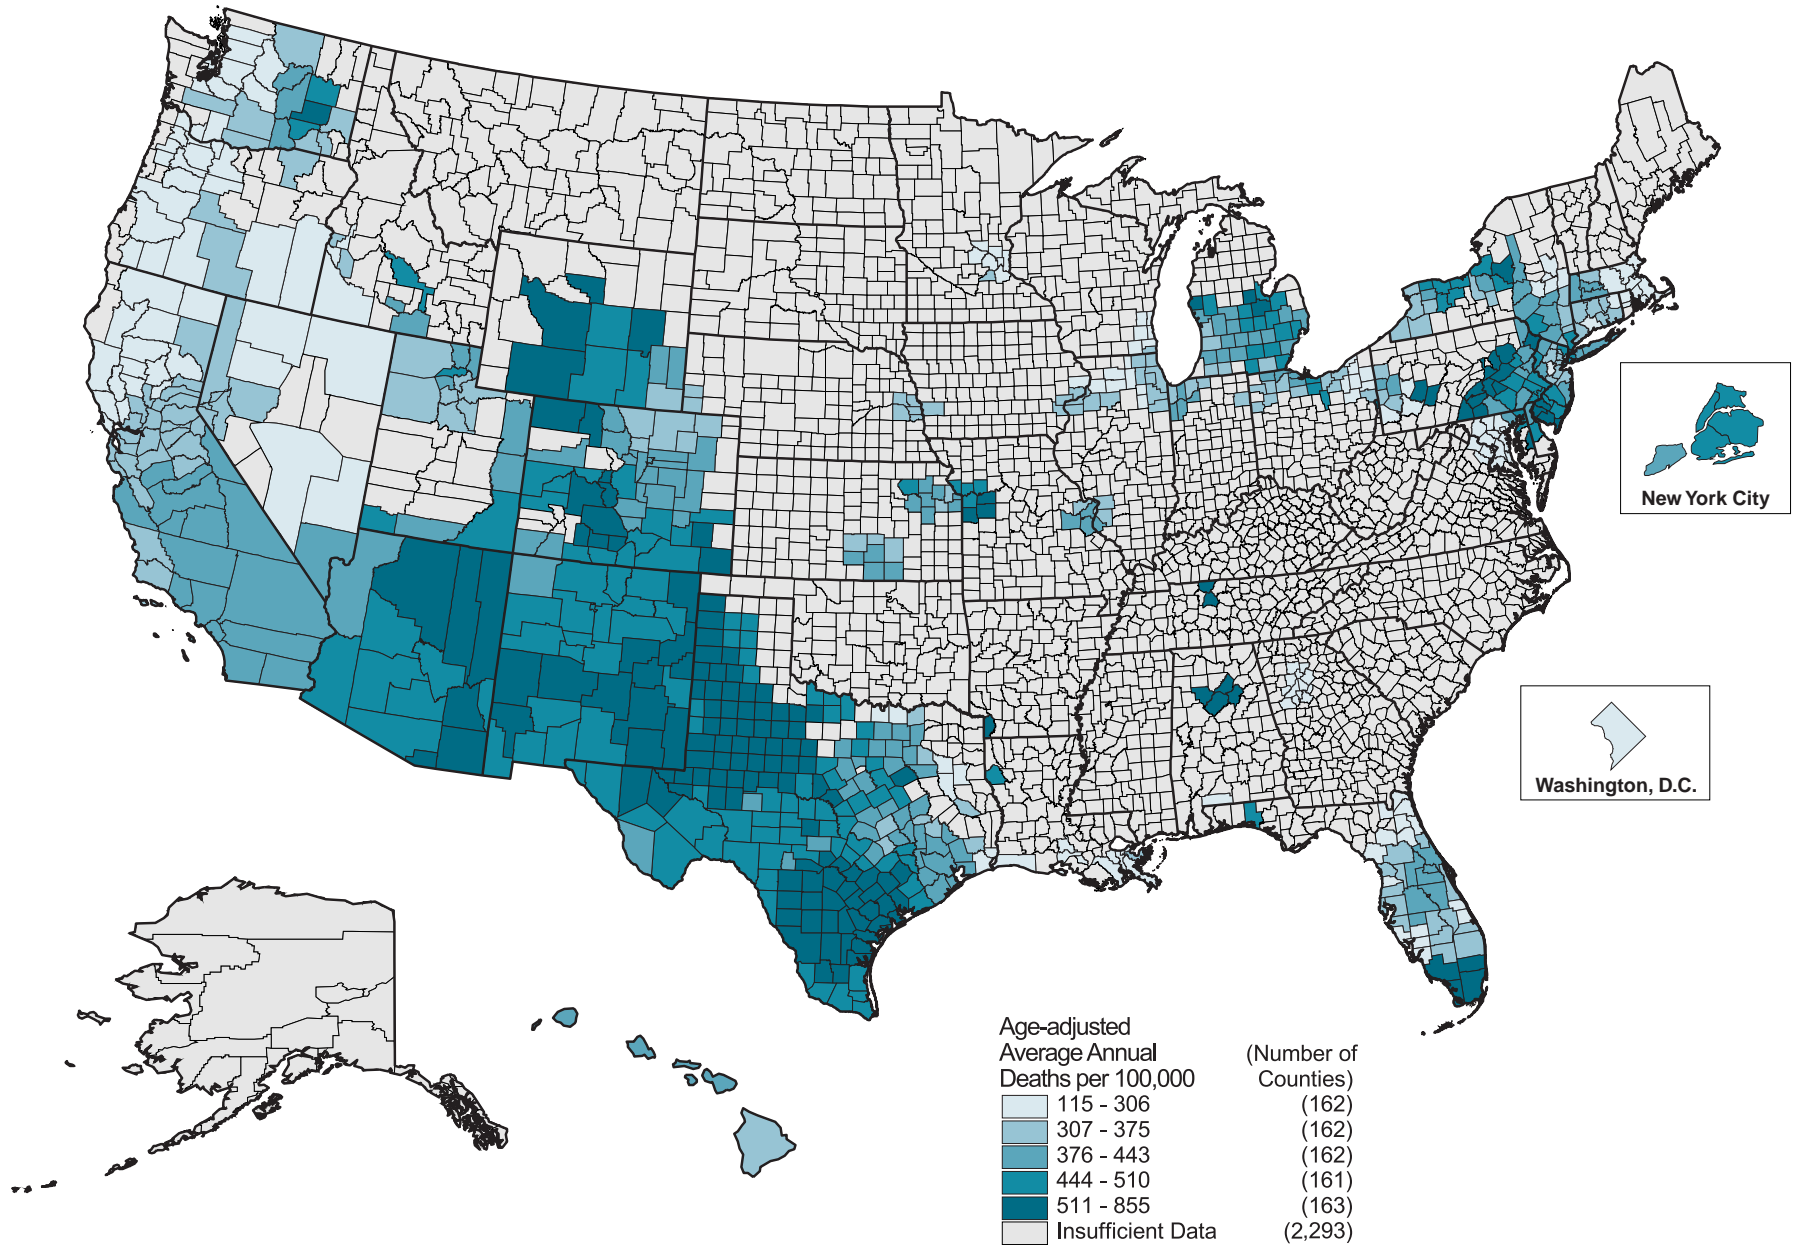 New York City
Washington, D.C.
Age-adjusted
Average Annual (Number of
Deaths per 100,000 Counties)
115 - 306 (162)
307 - 375 (162)
376 - 443 (162)
444 - 510 (161)
511 - 855 (163)
Insufficient Data (2,293)